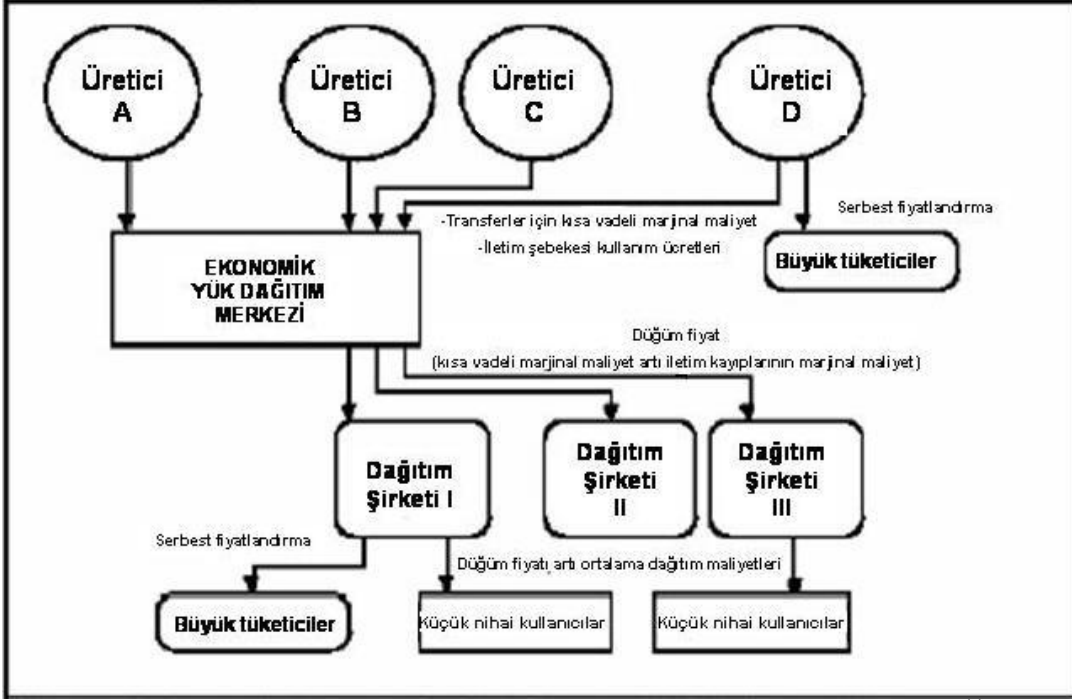 Üretici
A
Üretici
B
Üretici
C
Üretici
D
Serbest fiyatlandırma
-Transferler için kısa vadeli marjinal maliyet
-İletim şebekesi kullanım ücretleri
Büyük tüketiciler
EKONOMİK
YÜK DAĞITIM
MERKEZİ
Düğüm fiyat
(kısa vadeli marjinal maliyet artı iletim kayıplarının marjinal maliyet)
Dağıtım
Şirketi I
Dağıtım
Şirketi
II
Dağıtım
Şirketi
III
Serbest fiyatlandırma
Düğüm fiyatı, artı ortalama dağıtım maliyetleri
Büyük tüketiciler
Küçük nihai kullanıcılar
Küçük nihai kullanıcılar